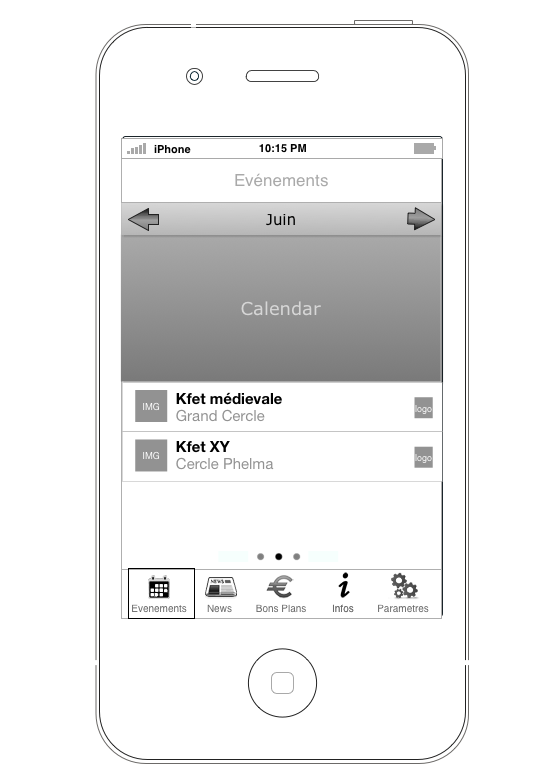 iPhone 10:15 PM
Evénements
Juin
Calendar
IMG Kfet médievale
Grand Cercle logo
IMG Kfet XY
Cercle Phelma logo
NEWS
Evenements News Bons Plans Infos Parametres